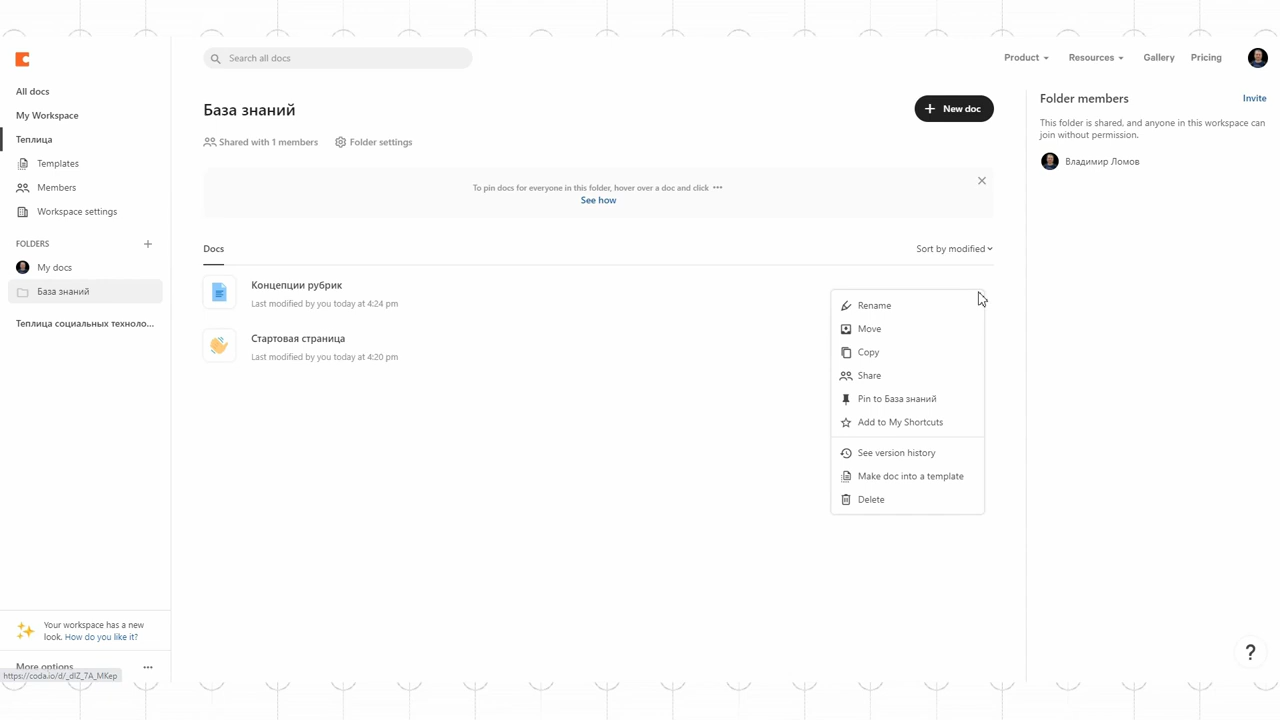 Search all docs
Product
Resources
Gallery
Pricing
All docs
My Workspace
Теплица
Templates
Members
Workspace settings
FOLDERS
My docs
База знаний
Теплица социальных техноло...
Your workspace has a new
look. How do you like it?
More options
https://coda.io/d/_dIZ_7A_MKep
База знаний
New doc
Shared with 1 members
Folder settings
To pin docs for everyone in this folder, hover over a doc and click •••
See how
Docs
Sort by modified
Концепции рубрик
Last modified by you today at 4:24 pm
Стартовая страница
Last modified by you today at 4:20 pm
Rename
Move
Copy
Share
Pin to База знаний
Add to My Shortcuts
See version history
Make doc into a template
Delete
Folder members
Invite
This folder is shared, and anyone in this workspace can
join without permission.
Владимир Ломов
?